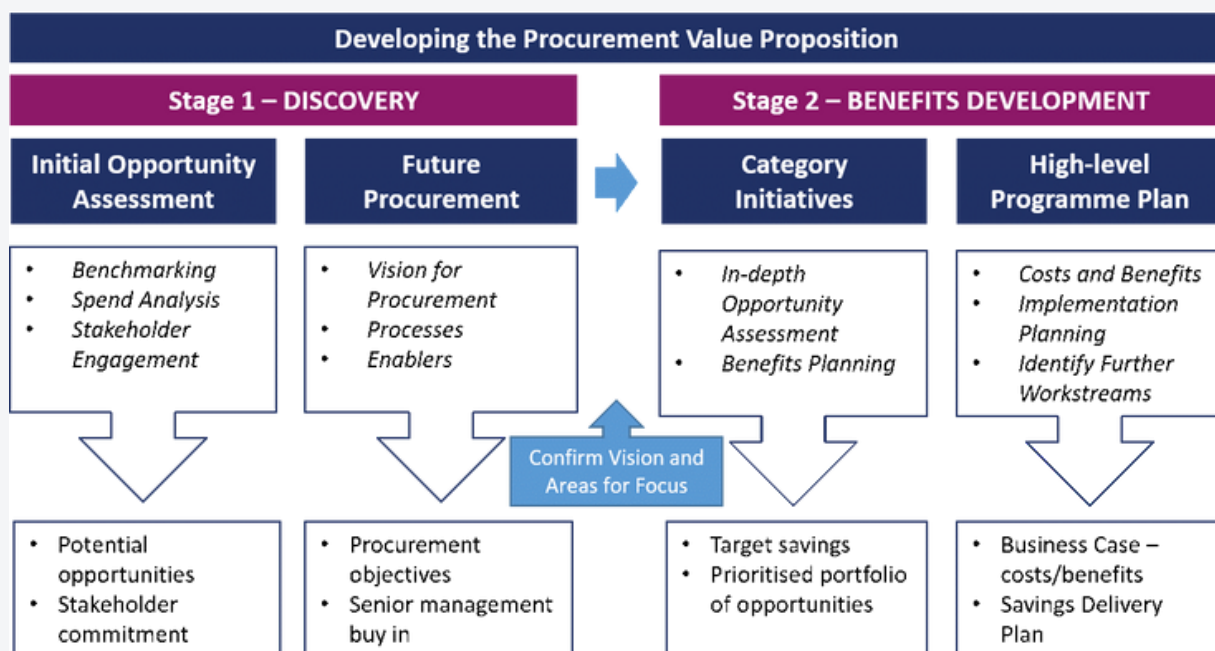 Developing the Procurement Value Proposition
Stage 1 – DISCOVERY
Stage 2 – BENEFITS DEVELOPMENT
Initial Opportunity
Assessment
Future
Procurement
Category
Initiatives
High-level
Programme Plan
• Benchmarking
• Spend Analysis
• Stakeholder
Engagement
• Vision for
Procurement
• Processes
• Enablers
• In-depth
Opportunity
Assessment
• Benefits Planning
• Costs and Benefits
• Implementation
Planning
• Identify Further
Workstreams
Confirm Vision and
Areas for Focus
• Potential
opportunities
• Stakeholder
commitment
• Procurement
objectives
• Senior management
buy in
• Target savings
• Prioritised portfolio
of opportunities
• Business Case –
costs/benefits
• Savings Delivery
Plan